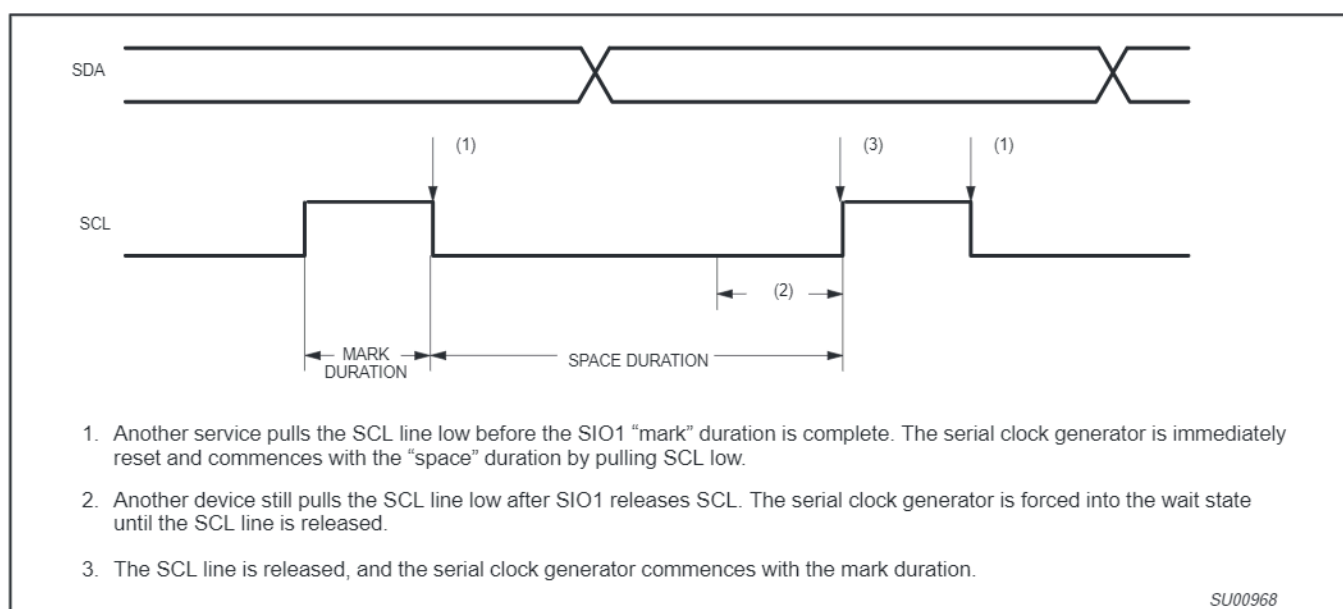 SDA
(1)
(3)
(1)
SCL
(2)
MARK
DURATION
SPACE DURATION
1. Another service pulls the SCL line low before the SIO1 “mark” duration is complete. The serial clock generator is immediately
reset and commences with the “space” duration by pulling SCL low.
2. Another device still pulls the SCL line low after SIO1 releases SCL. The serial clock generator is forced into the wait state
until the SCL line is released.
3. The SCL line is released, and the serial clock generator commences with the mark duration.
SU00968